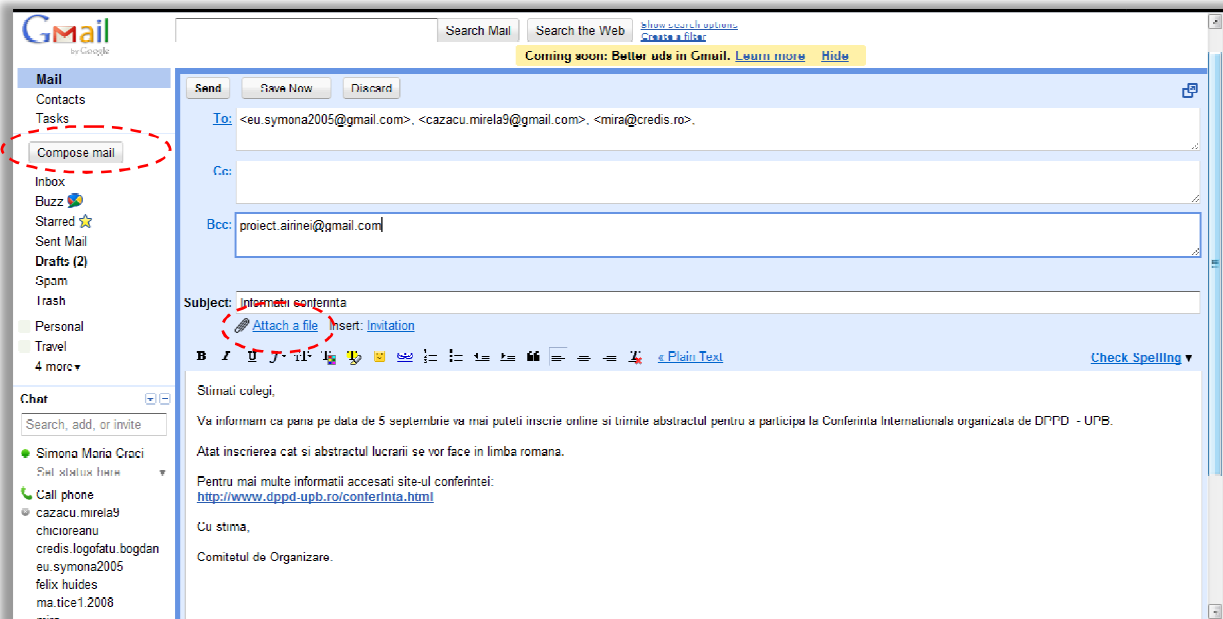 Gmail
by Google
Search Mail
Search the Web
Show search options
Create a filter
Coming soon: Better ads in Gmail. Learn more Hide
Mail
Contacts
Tasks
Compose mail
Inbox
Buzz
Starred
Sent Mail
Drafts (2)
Spam
Trash
Personal
Travel
4 more▾
Chat
Search, add, or invite
Simona Maria Craci
Set status here
Call phone
cazacu.mirela9
chicioreanu
credis.logofatu.bogdan
eu.symona2005
felix huides
ma.tice1.2008
Send
Save Now
Discard
To: <eu.symona2005@gmail.com>, <cazacu.mirela9@gmail.com>, <mira@credis.ro>,
Cc:
Bcc: proiect.airinei@gmail.com
Subject: Informatii conferinta
Attach a file Insert: Invitation
B I U
« Plain Text
Check Spelling ▾
Stimati colegi,
Va informam ca pana pe data de 5 septembrie va mai puteti inscrie online si trimite abstractul pentru a participa la Conferinta Internationala organizata de DPPD - UPB.
Atat inscrierea cat si abstractul lucrarii se vor face in limba romana.
Pentru mai multe informatii accesati site-ul conferintei:
http://www.dppd-upb.ro/conferinta.html
Cu stima,
Comitetul de Organizare.